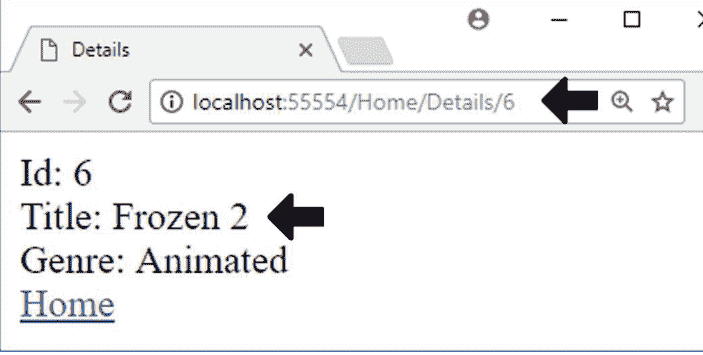 Details
localhost:55554/Home/Details/6
Id: 6
Title: Frozen 2
Genre: Animated
Home